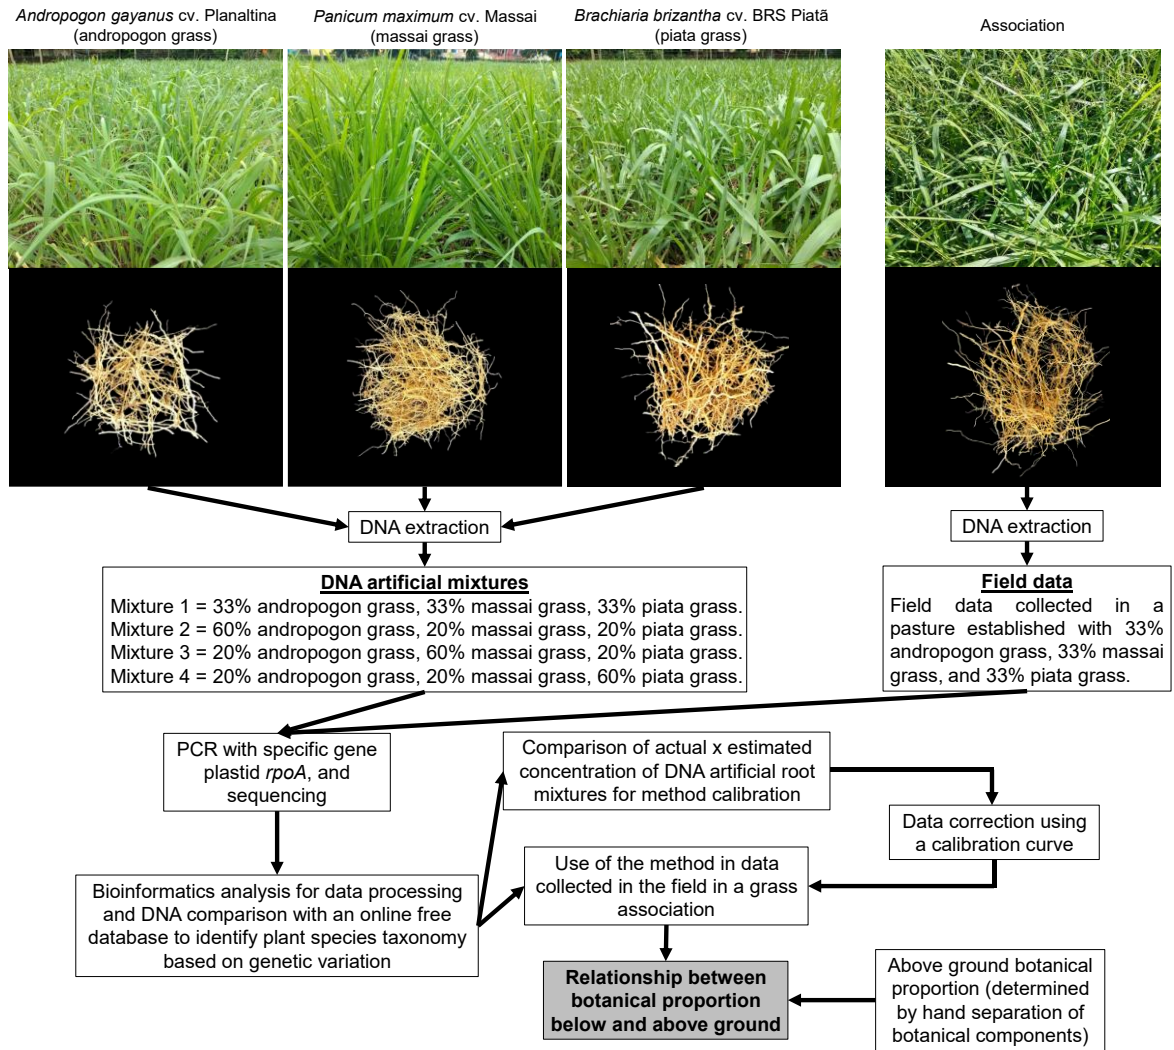 Andropogon gayanus cv. Planaltina
(andropogon grass)
Panicum maximum cv. Massai
(massai grass)
Brachiaria brizantha cv. BRS Piatã
(piata grass)
Association
DNA extraction
DNA extraction
DNA artificial mixtures
Mixture 1 = 33% andropogon grass, 33% massai grass, 33% piata grass.
Mixture 2 = 60% andropogon grass, 20% massai grass, 20% piata grass.
Mixture 3 = 20% andropogon grass, 60% massai grass, 20% piata grass.
Mixture 4 = 20% andropogon grass, 20% massai grass, 60% piata grass.
Field data
Field data collected in a
pasture established with 33%
andropogon grass, 33% massai
grass, and 33% piata grass.
PCR with specific gene
plastid rpoA, and
sequencing
Comparison of actual x estimated
concentration of DNA artificial root
mixtures for method calibration
Data correction using
a calibration curve
Use of the method in data
collected in the field in a grass
association
Bioinformatics analysis for data processing
and DNA comparison with an online free
database to identify plant species taxonomy
based on genetic variation
Relationship between
botanical proportion
below and above ground
Above ground botanical
proportion (determined
by hand separation of
botanical components)